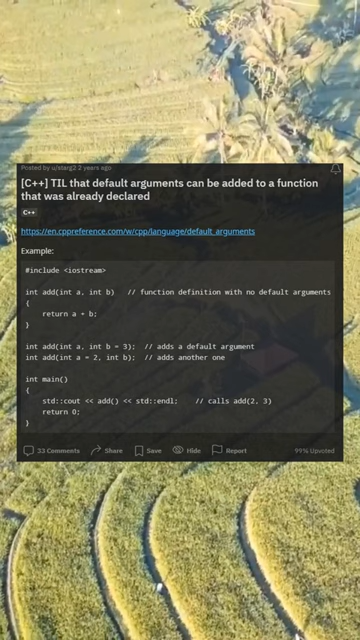 Posted by u/starg2 2 years ago
[C++] TIL that default arguments can be added to a function
that was already declared
C++
https://en.cppreference.com/w/cpp/language/default_arguments
Example:
#include <iostream>
int add(int a, int b)   // function definition with no default arguments
{
    return a + b;
}
int add(int a, int b = 3);  // adds a default argument
int add(int a = 2, int b);  // adds another one
int main()
{
    std::cout << add() << std::endl;    // calls add(2, 3)
    return 0;
}
33 Comments Share Save Hide Report 99% Upvoted